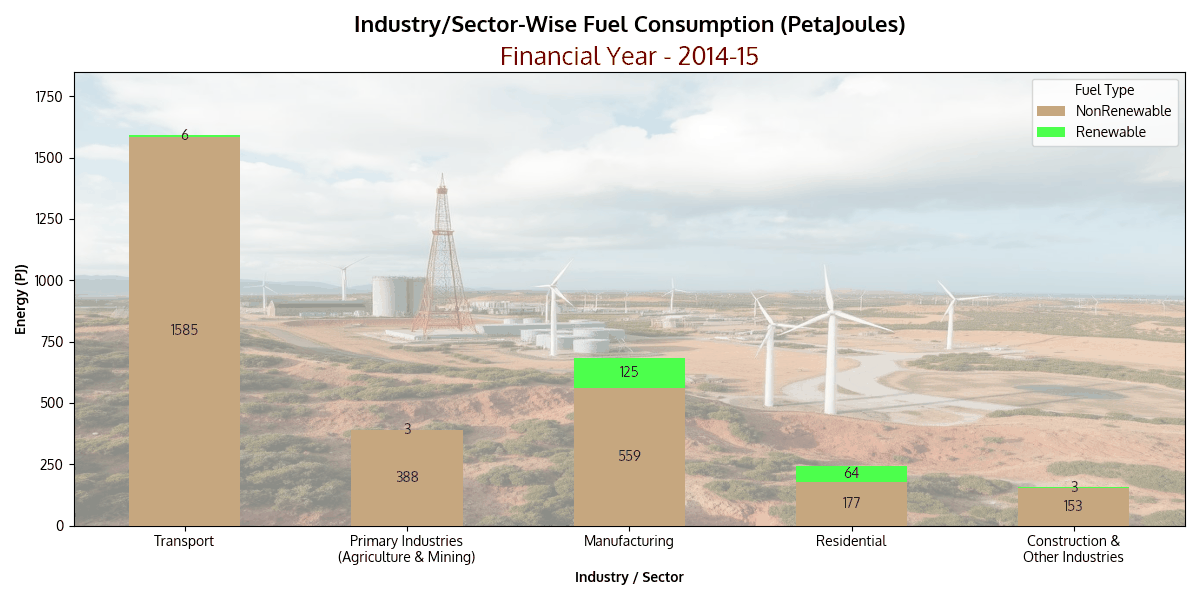 Industry/Sector-Wise Fuel Consumption (PetaJoules)
Financial Year - 2014-15
Fuel Type
NonRenewable
Renewable
Energy (PJ)
1750
1500
1250
1000
750
500
250
0
6
1585
3
388
125
559
64
177
3
153
Transport
Primary Industries
(Agriculture & Mining)
Manufacturing
Residential
Construction &
Other Industries
Industry / Sector